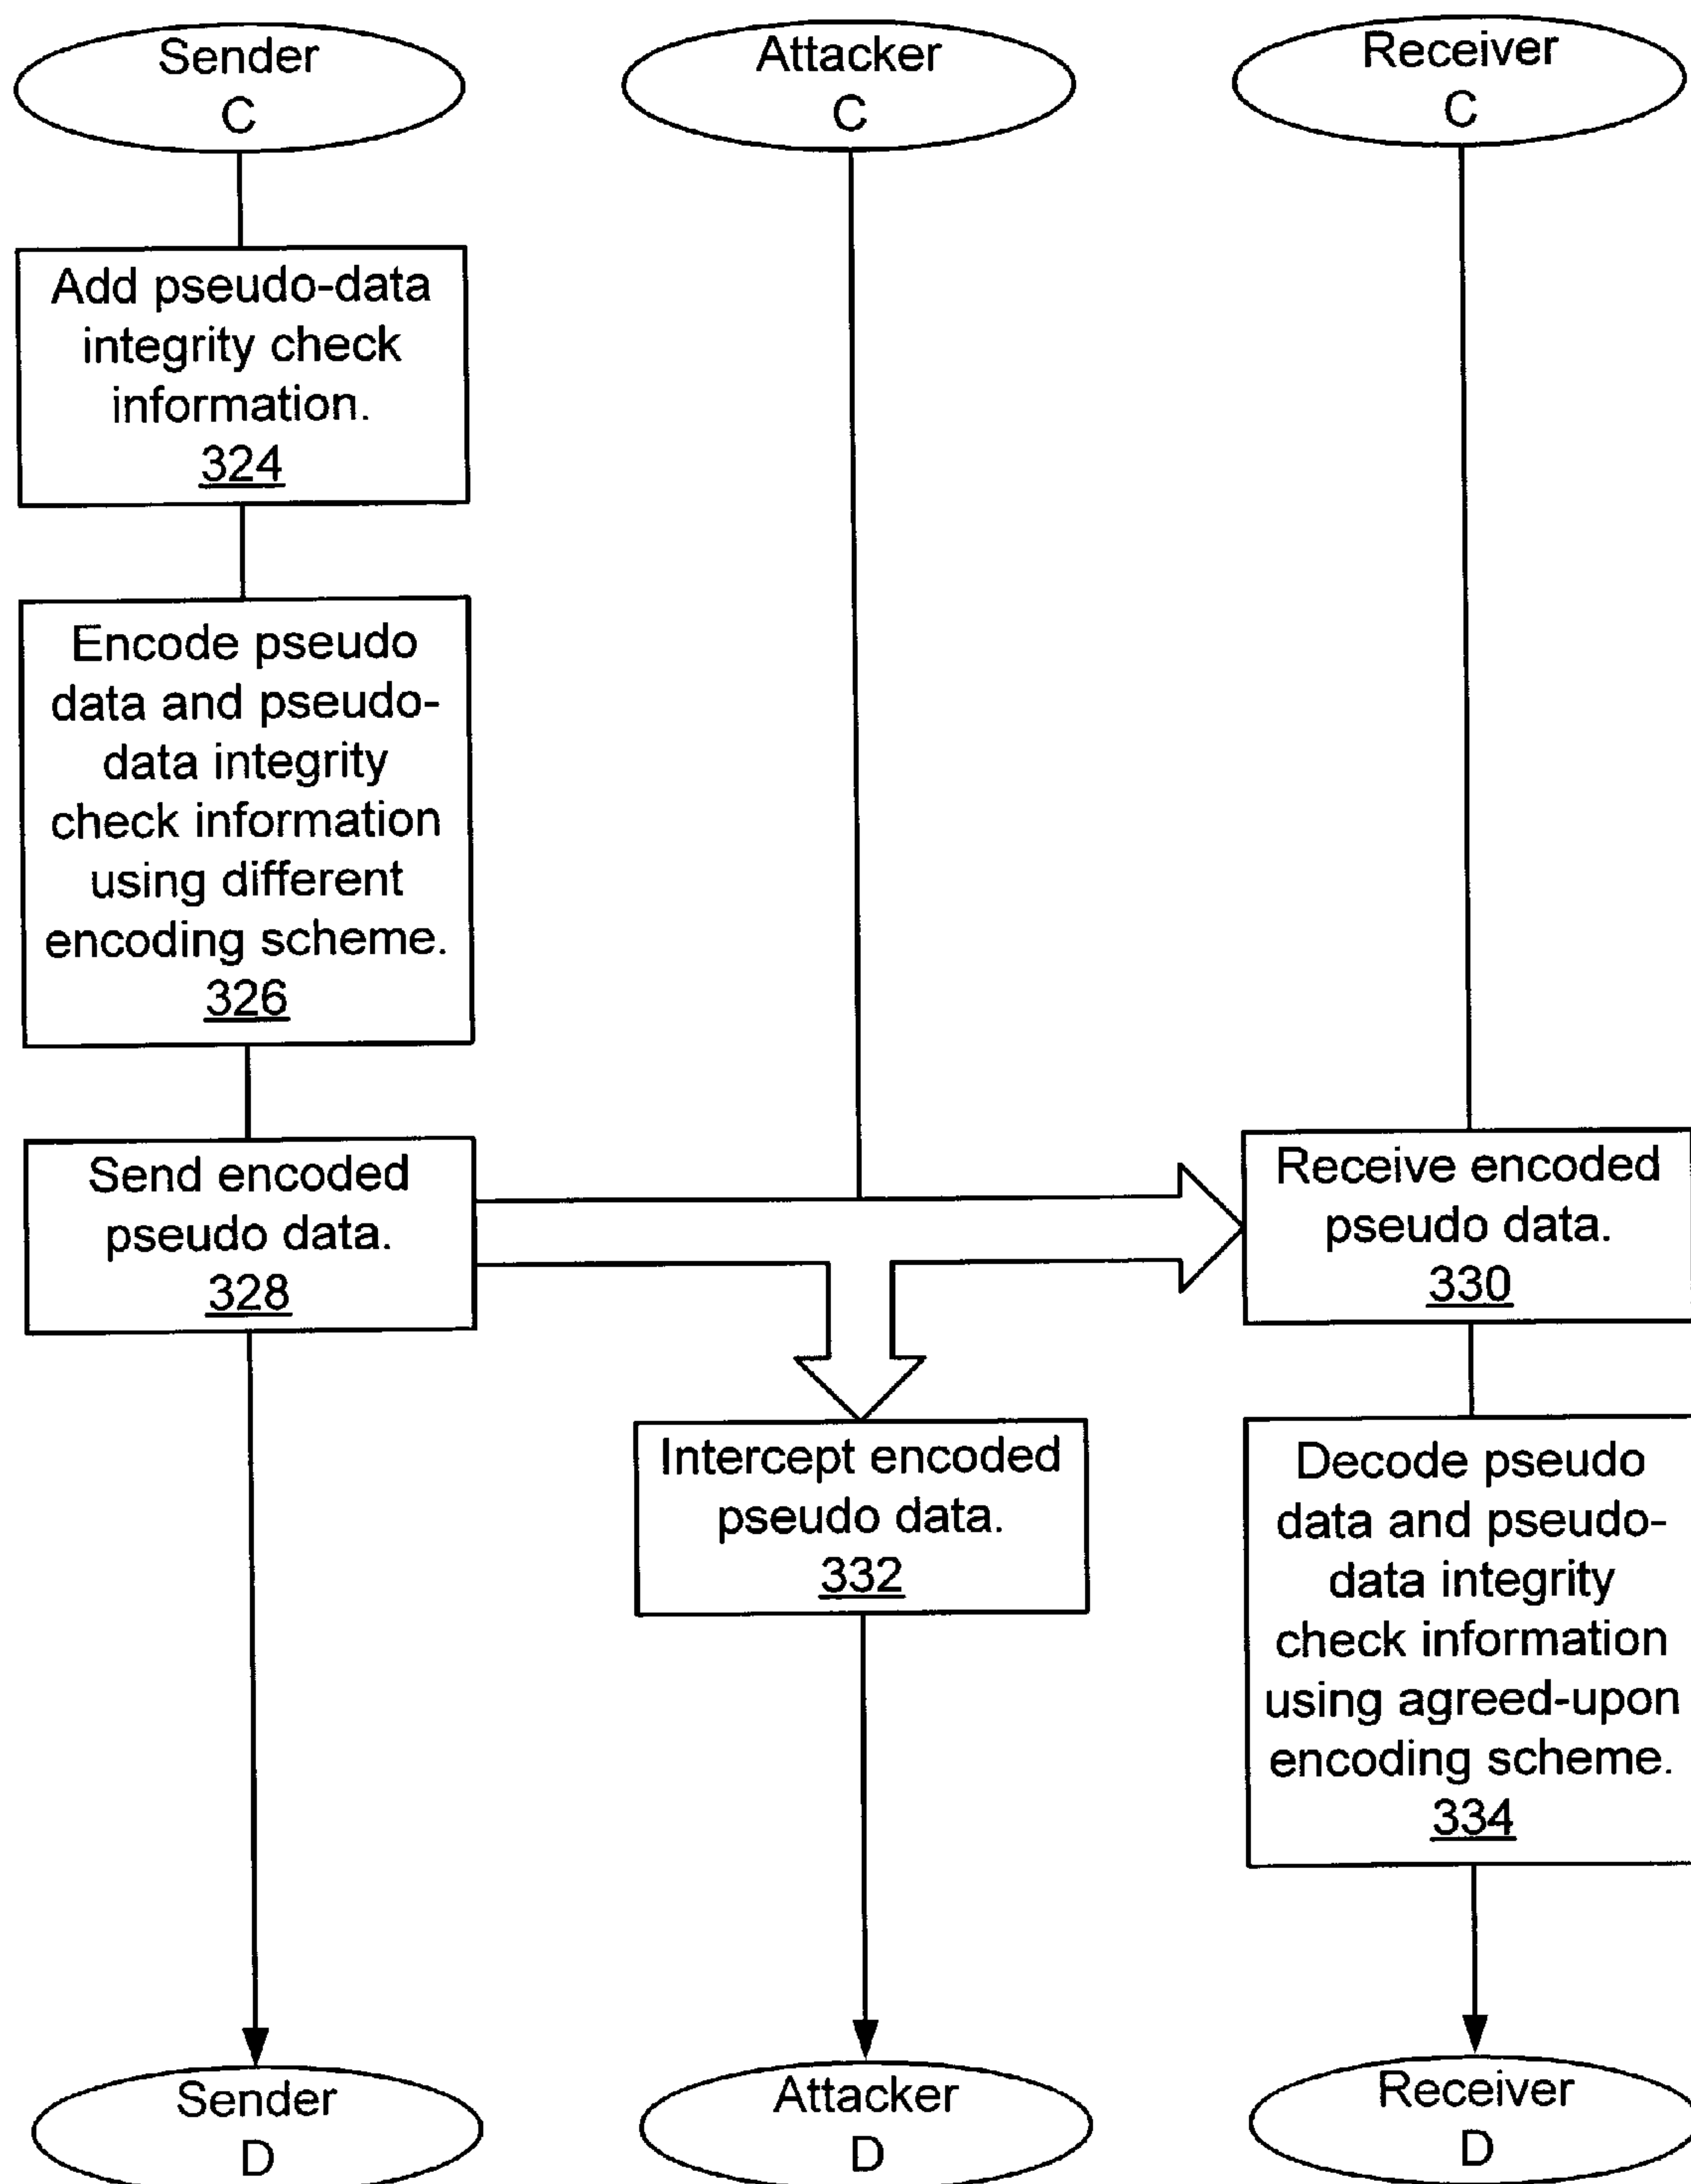 Sender
C
Attacker
C
Receiver
C
Add pseudo-data
integrity check
information.
324
Encode pseudo
data and pseudo-
data integrity
check information
using different
encoding scheme.
326
Send encoded
pseudo data.
328
Receive encoded
pseudo data.
330
Intercept encoded
pseudo data.
332
Decode pseudo
data and pseudo-
data integrity
check information
using agreed-upon
encoding scheme.
334
Sender
D
Attacker
D
Receiver
D